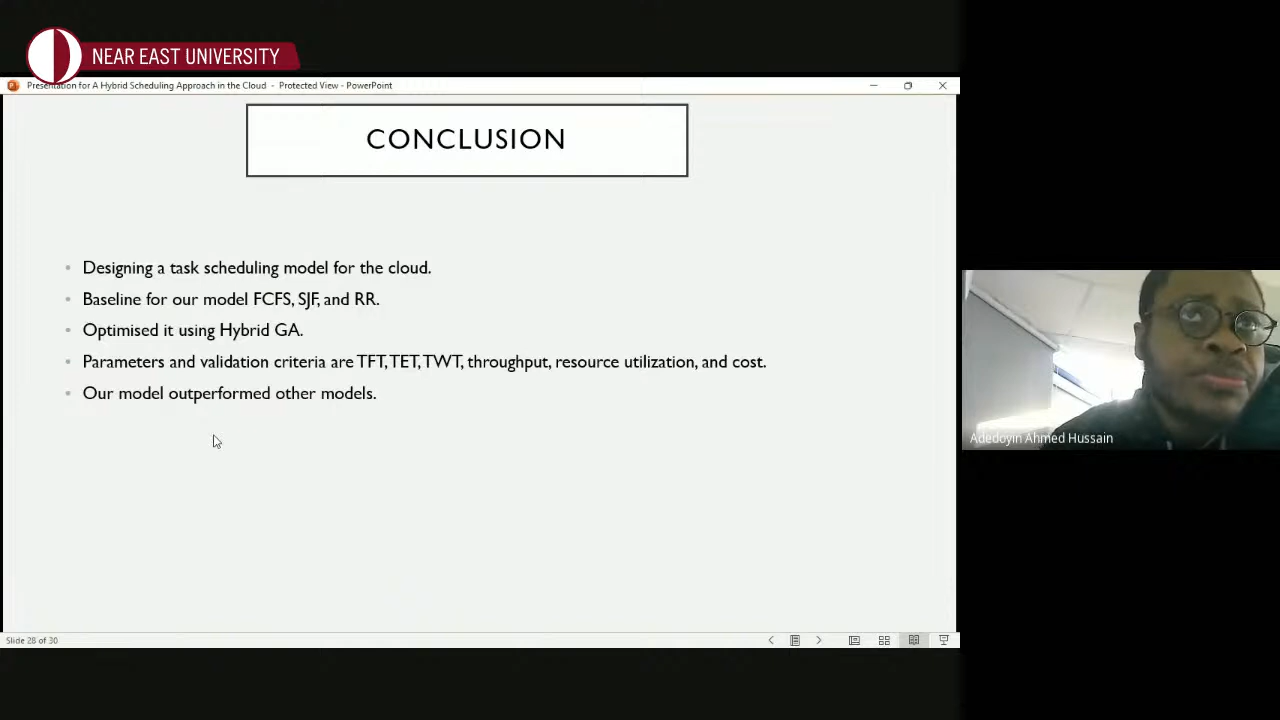 NEAR EAST UNIVERSITY
Presentation for A Hybrid Scheduling Approach in the Cloud - Protected View - PowerPoint
CONCLUSION
• Designing a task scheduling model for the cloud.
• Baseline for our model FCFS, SJF, and RR.
• Optimised it using Hybrid GA.
• Parameters and validation criteria are TFT, TET, TWT, throughput, resource utilization, and cost.
• Our model outperformed other models.
Adedoyin Ahmed Hussain
Slide 28 of 30